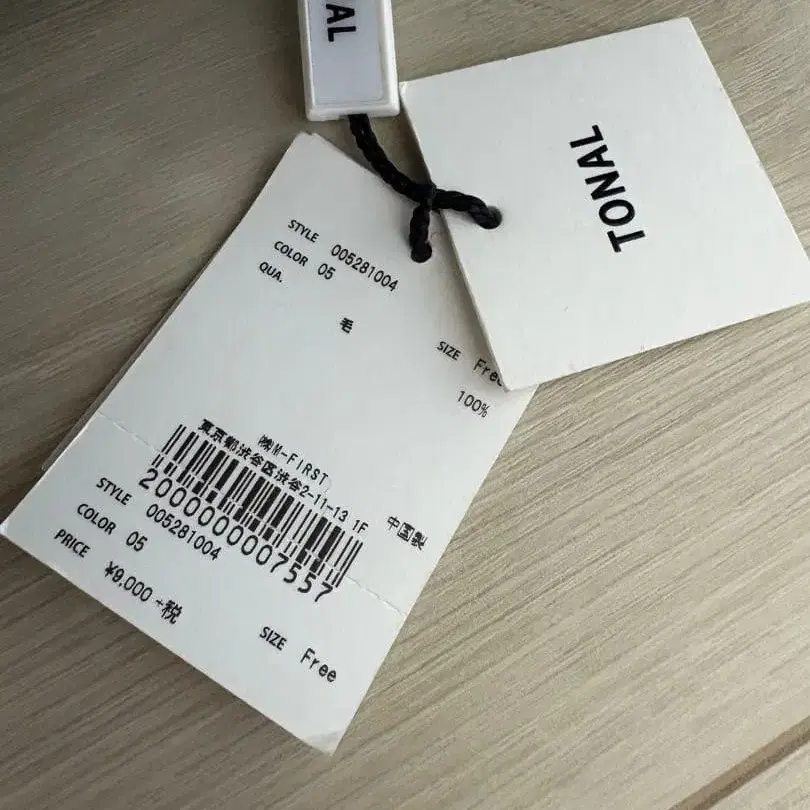 AL
TONAL
STYLE 005281004
COLOR 05
QUA.
SIZE Free
毛 100%
㈱M-FIRST
東京都渋谷区渋谷2-11-13 1F
中国製
2000000007557
STYLE 005281004
COLOR 05
SIZE Free
PRICE ¥9,000 +税